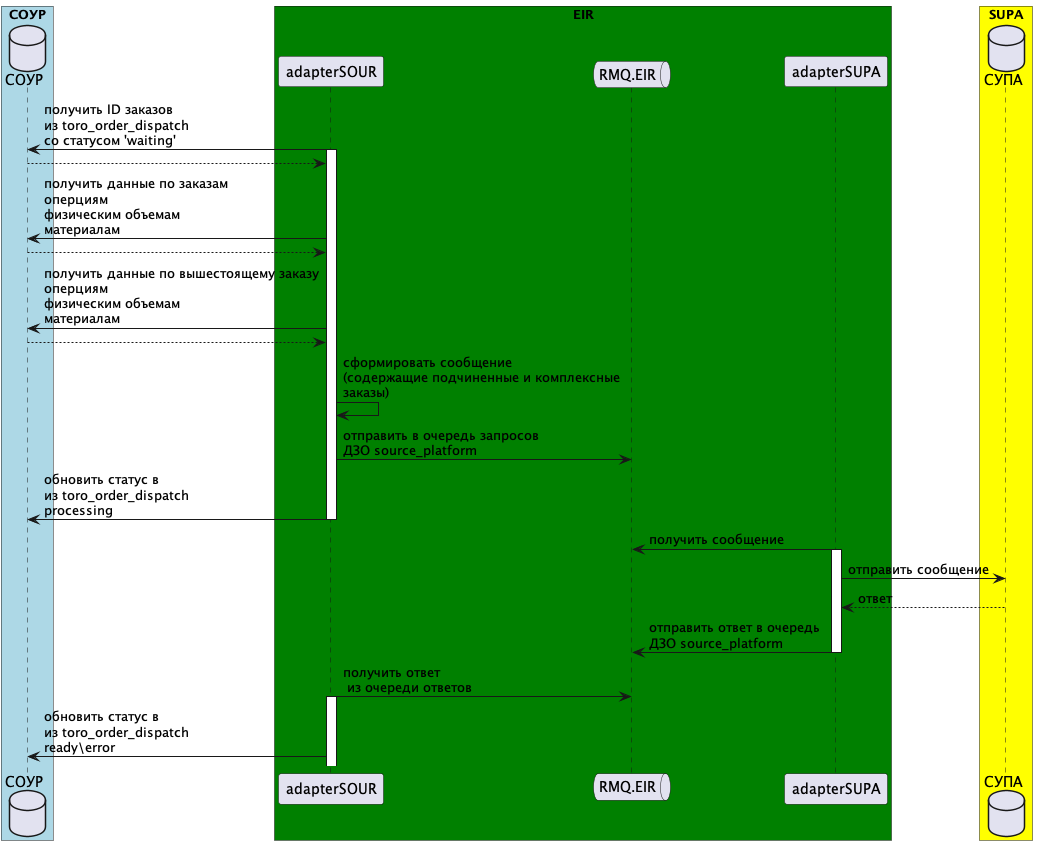 СОУР
EIR
SUPA
СОУР
adapterSOUR
RMQ.EIR
adapterSUPA
СУПА
получить ID заказов
из toro_order_dispatch
со статусом 'waiting'
получить данные по заказам
оперциям
физическим объемам
материалам
получить данные по вышестоящему заказу
оперциям
физическим объемам
материалам
сформировать сообщение
(содержащие подчиненные и комплексные
заказы)
отправить в очередь запросов
ДЗО source_platform
обновить статус в
из toro_order_dispatch
processing
получить сообщение
отправить сообщение
ответ
отправить ответ в очередь
ДЗО source_platform
получить ответ
из очереди ответов
обновить статус в
из toro_order_dispatch
ready\error
СОУР
adapterSOUR
RMQ.EIR
adapterSUPA
СУПА